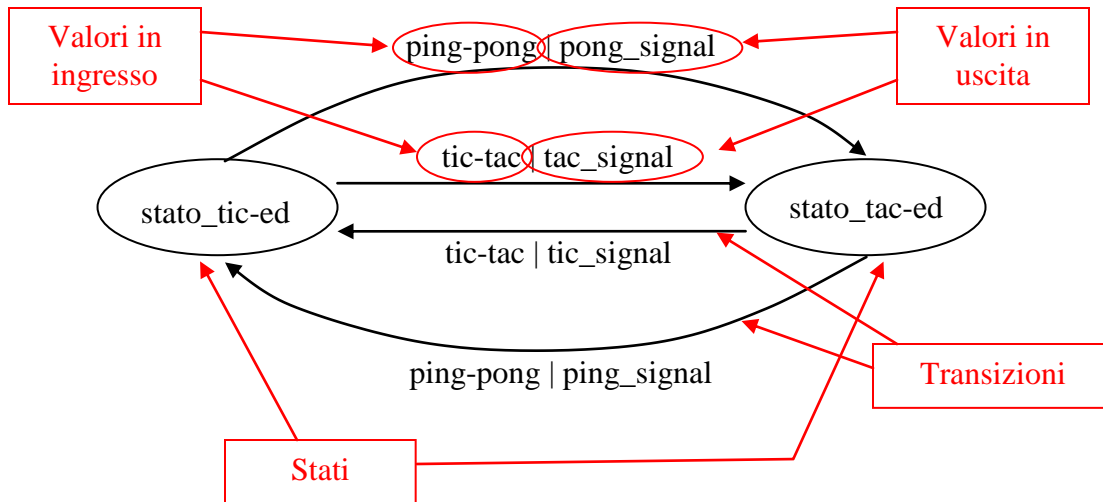 Valori in
ingresso
ping-pong | pong_signal
Valori in
uscita
tic-tac | tac_signal
stato_tic-ed
stato_tac-ed
tic-tac | tic_signal
ping-pong | ping_signal
Transizioni
Stati